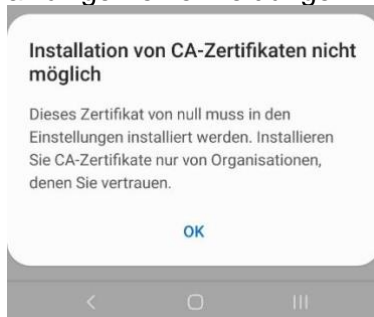 Installation von CA-Zertifikaten nicht
möglich
Dieses Zertifikat von null muss in den
Einstellungen installiert werden. Installieren
Sie CA-Zertifikate nur von Organisationen,
denen Sie vertrauen.
OK